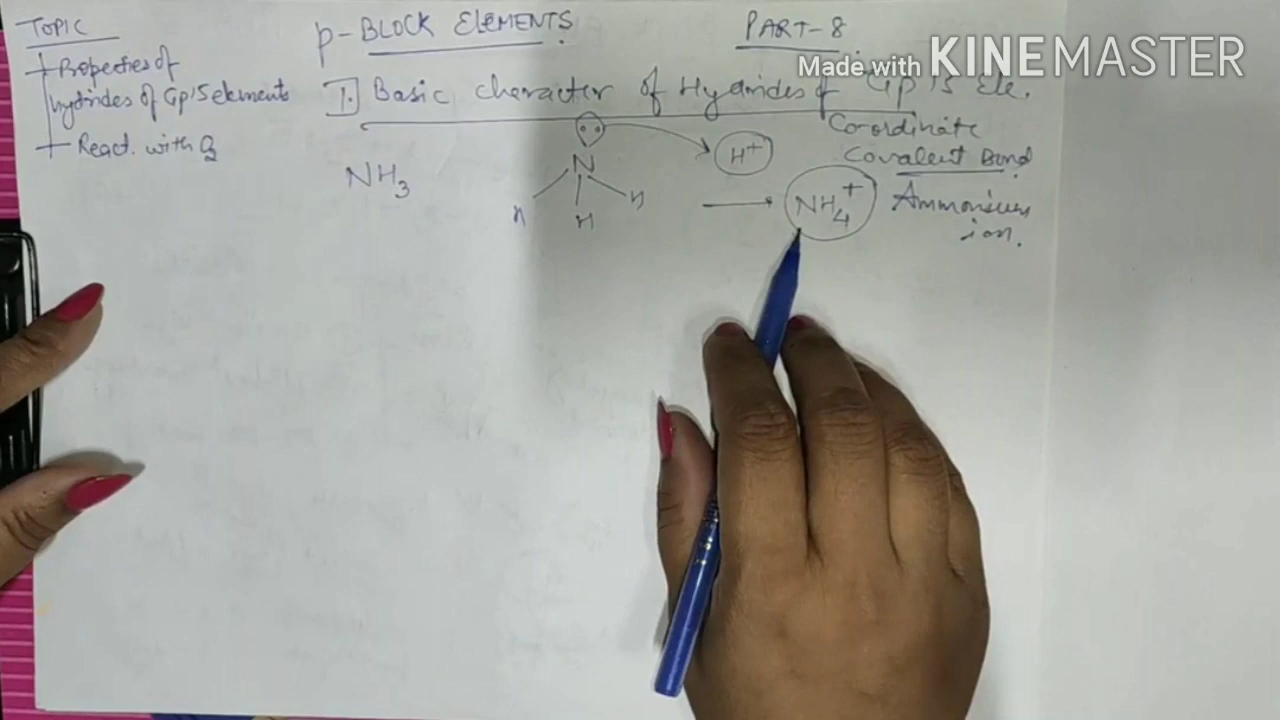 TOPIC
Properties of
hydrides of Gp 15 elements
React. with O2
p-BLOCK ELEMENTS
PART-8
Made with KINEMASTER
I. Basic character of Hydrides of Gp 15 Ele.
Coordinate
Covalent Bond
NH3
N
H H H
H+
NH4+
Ammonium
ion.